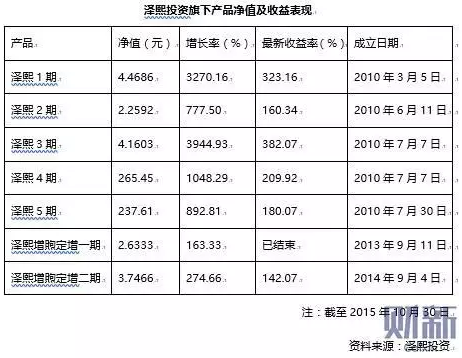 泽熙投资旗下产品净值及收益表现
产品 净值（元） 增长率（%） 最新收益率（%） 成立日期
泽熙 1 期 4.4686 3270.16 323.16 2010 年 3 月 5 日
泽熙 2 期 2.2592 777.50 160.34 2010 年 6 月 11 日
泽熙 3 期 4.1603 3944.93 382.07 2010 年 7 月 7 日
泽熙 4 期 265.45 1048.29 209.92 2010 年 7 月 7 日
泽熙 5 期 237.61 892.81 180.07 2010 年 7 月 30 日
泽熙增煦定增一期 2.6333 163.33 已结束 2013 年 9 月 11 日
泽熙增煦定增二期 3.7466 274.66 142.07 2014 年 9 月 4 日
注：截至 2015 年 10 月 30 日
财新
资料来源：泽熙投资